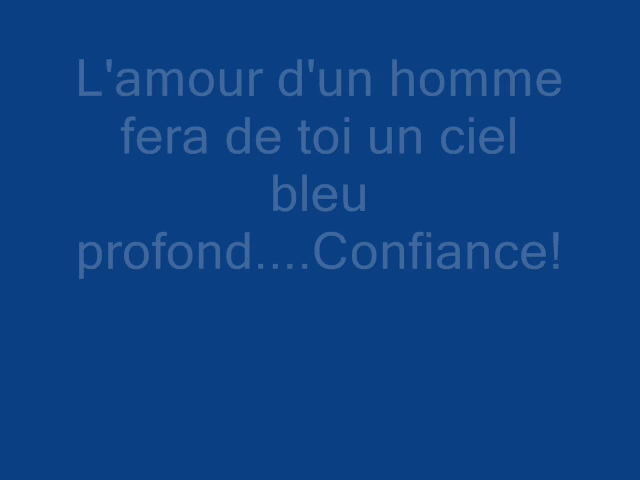 L'amour d'un homme
fera de toi un ciel
bleu
profond....Confiance!